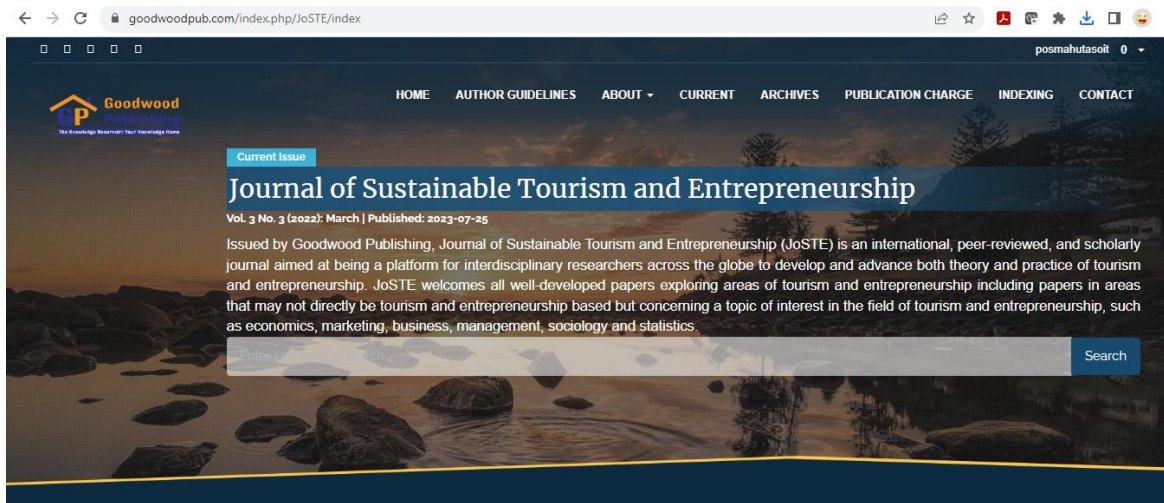 goodwoodpub.com/index.php/JoSTE/index
posmahutasoit 0
Goodwood
Publishing
The Knowledge Reservoir: Your Knowledge Home
HOME AUTHOR GUIDELINES ABOUT CURRENT ARCHIVES PUBLICATION CHARGE INDEXING CONTACT
Current Issue
Journal of Sustainable Tourism and Entrepreneurship
Vol. 3 No. 3 (2022): March | Published: 2023-07-25
Issued by Goodwood Publishing, Journal of Sustainable Tourism and Entrepreneurship (JoSTE) is an international, peer-reviewed, and scholarly
journal aimed at being a platform for interdisciplinary researchers across the globe to develop and advance both theory and practice of tourism
and entrepreneurship. JoSTE welcomes all well-developed papers exploring areas of tourism and entrepreneurship including papers in areas
that may not directly be tourism and entrepreneurship based but concerning a topic of interest in the field of tourism and entrepreneurship, such
as economics, marketing, business, management, sociology and statistics.
Search